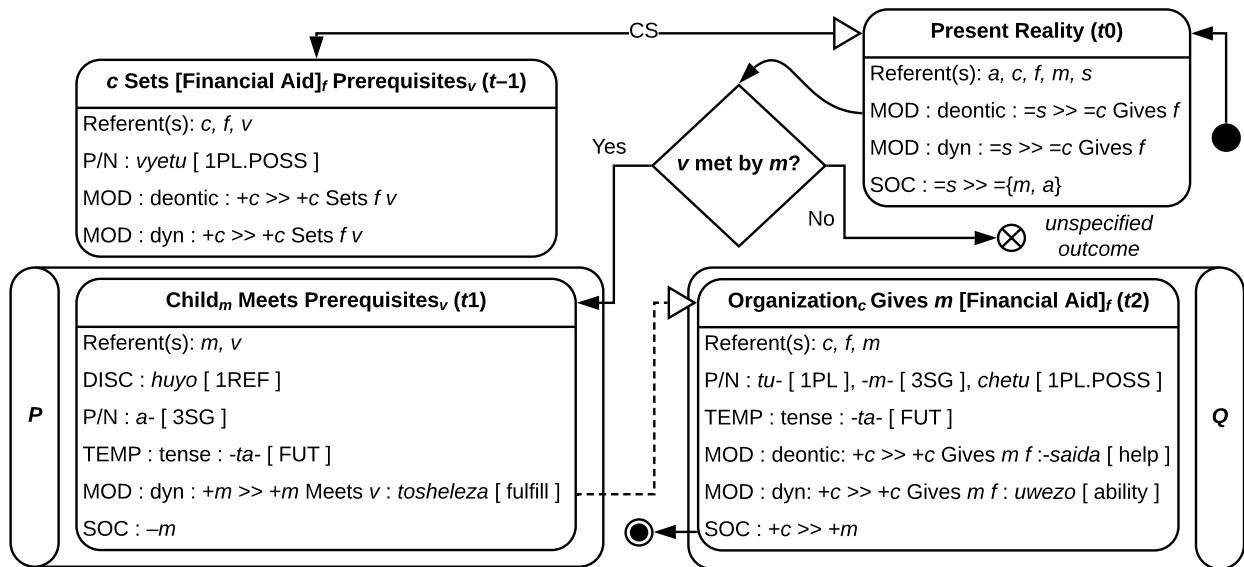 CS
Present Reality (t0)
Referent(s): a, c, f, m, s
MOD : deontic : =s >> =c Gives f
MOD : dyn : =s >> =c Gives f
SOC : =s >> ={m, a}
c Sets [Financial Aid]f Prerequisitesv (t–1)
Referent(s): c, f, v
P/N : vyetu [ 1PL.POSS ]
MOD : deontic : +c >> +c Sets f v
MOD : dyn : +c >> +c Sets f v
Yes
v met by m?
No
unspecified
outcome
P
Childm Meets Prerequisitesv (t1)
Referent(s): m, v
DISC : huyo [ 1REF ]
P/N : a- [ 3SG ]
TEMP : tense : -ta- [ FUT ]
MOD : dyn : +m >> +m Meets v : tosheleza [ fulfill ]
SOC : –m
Organizationc Gives m [Financial Aid]f (t2)
Referent(s): c, f, m
P/N : tu- [ 1PL ], -m- [ 3SG ], chetu [ 1PL.POSS ]
TEMP : tense : -ta- [ FUT ]
MOD : deontic: +c >> +c Gives m f :-saida [ help ]
MOD : dyn: +c >> +c Gives m f : uwezo [ ability ]
SOC : +c >> +m
Q